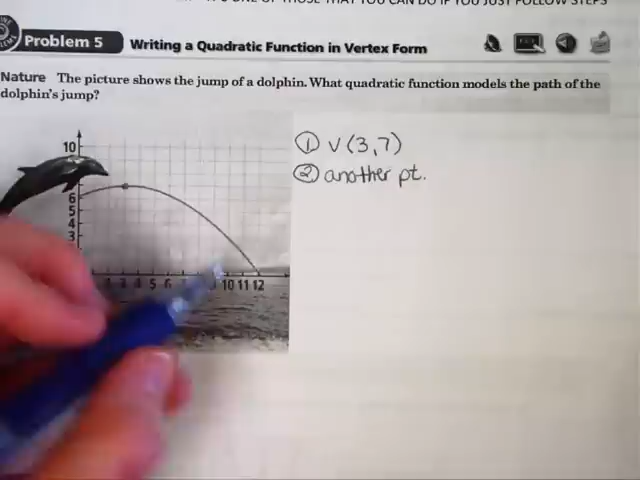 Problem 5
Writing a Quadratic Function in Vertex Form
Nature The picture shows the jump of a dolphin. What quadratic function models the path of the
dolphin's jump?
① V(3,7)
② another pt.
10
6
5
4
3
3 4 5 6
10 11 12